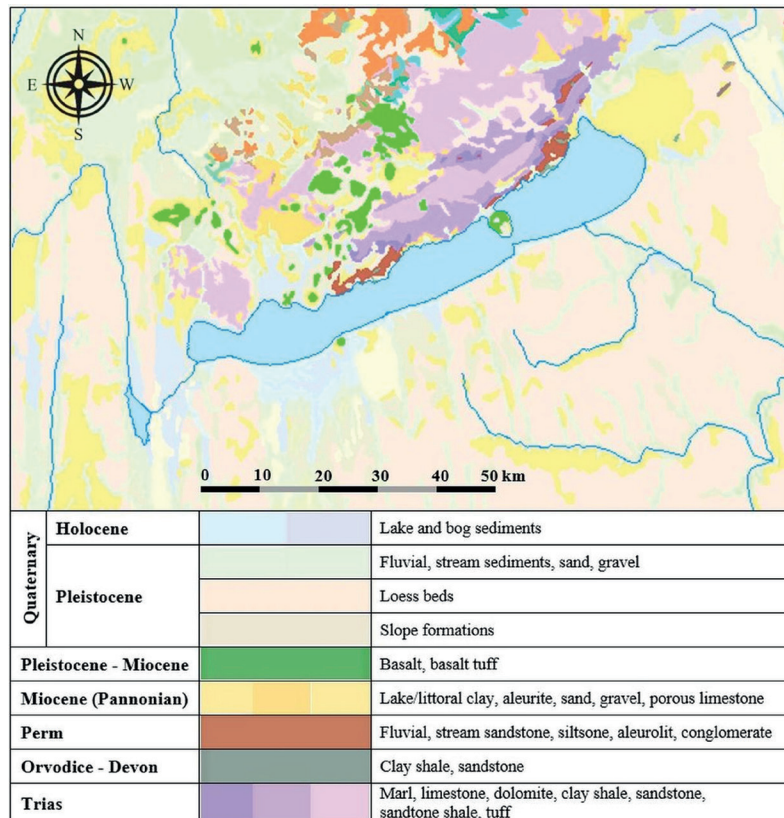 N
E W
S
0 10 20 30 40 50 km
Quaternary
Holocene
Lake and bog sediments
Pleistocene
Fluvial, stream sediments, sand, gravel
Loess beds
Slope formations
Pleistocene - Miocene
Basalt, basalt tuff
Miocene (Pannonian)
Lake/littoral clay, aleurite, sand, gravel, porous limestone
Perm
Fluvial, stream sandstone, siltsone, aleurolit, conglomerate
Orvodice - Devon
Clay shale, sandstone
Trias
Marl, limestone, dolomite, clay shale, sandstone,
sandtone shale, tuff